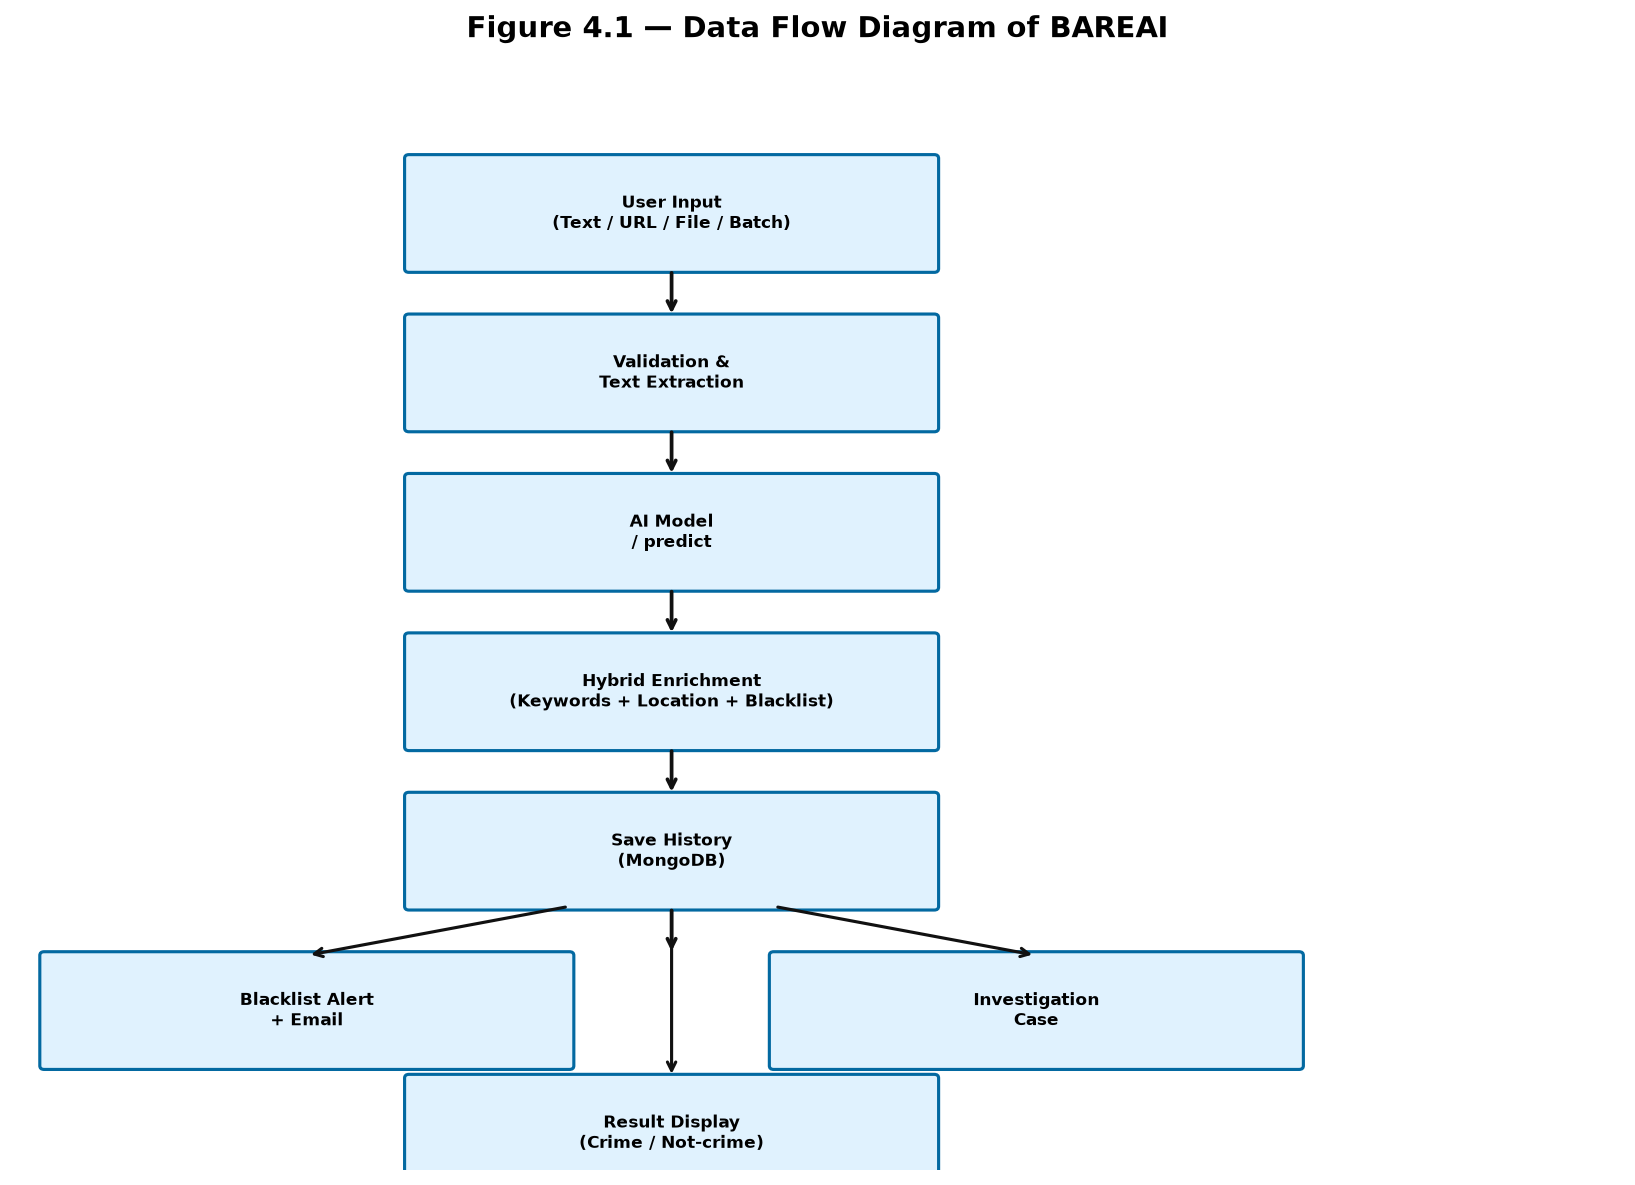 Figure 4.1 — Data Flow Diagram of BAREAI
User Input
(Text / URL / File / Batch)
Validation &
Text Extraction
AI Model
/ predict
Hybrid Enrichment
(Keywords + Location + Blacklist)
Save History
(MongoDB)
Blacklist Alert
+ Email
Investigation
Case
Result Display
(Crime / Not-crime)